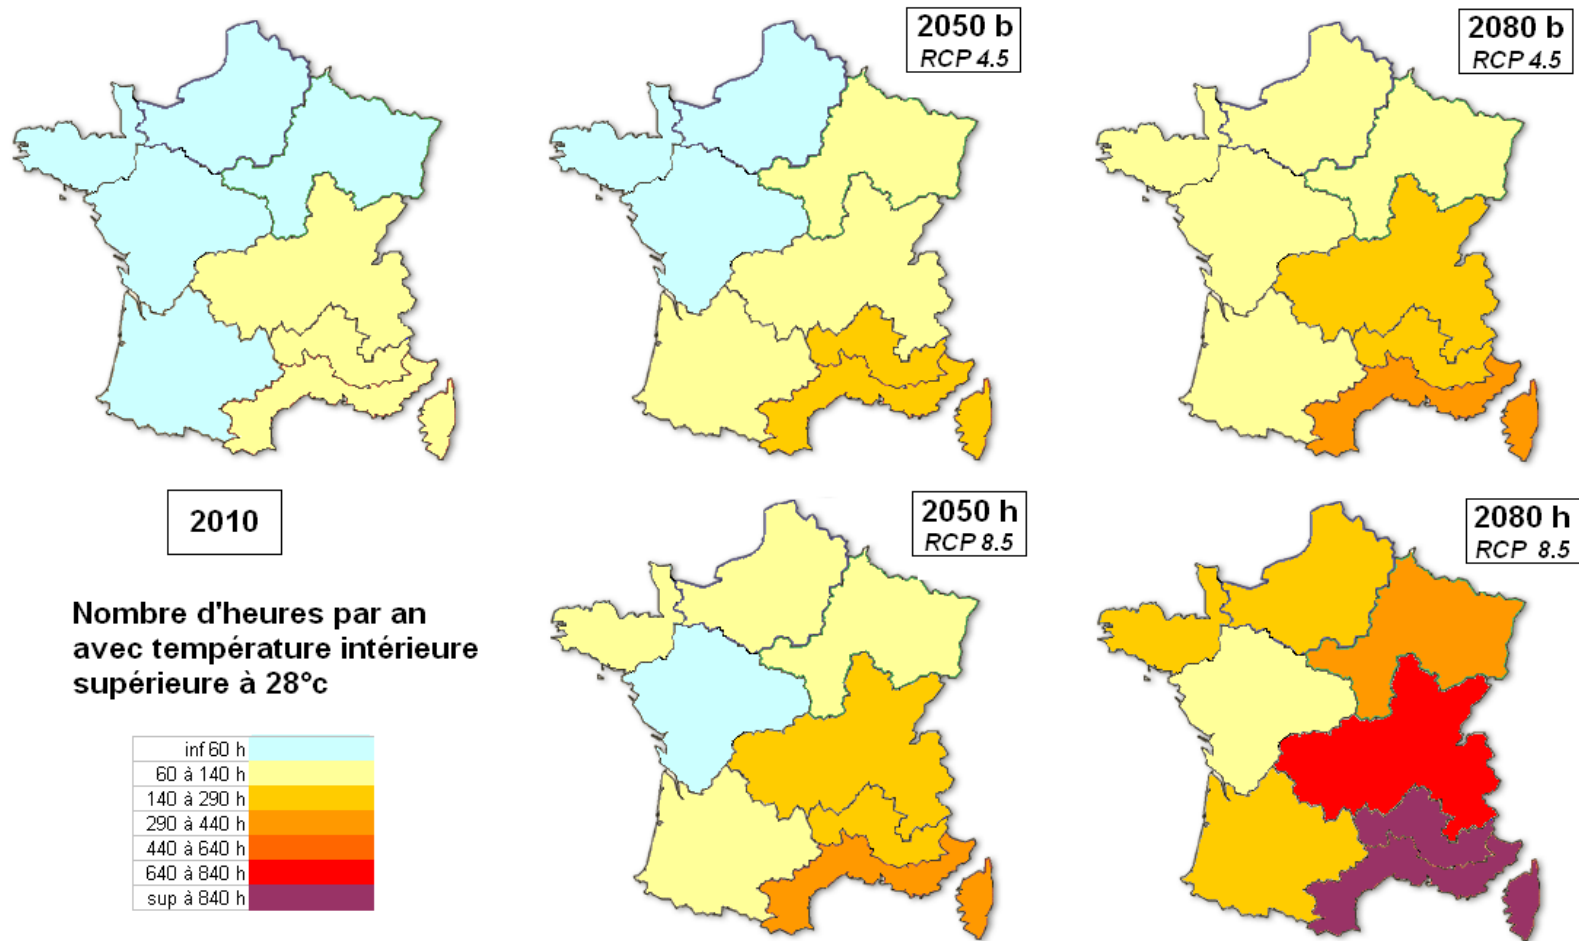 2050 b
RCP 4.5
2080 b
RCP 4.5
2010
2050 h
RCP 8.5
2080 h
RCP 8.5
Nombre d'heures par an
avec température intérieure
supérieure à 28°c
inf 60 h
60 à 140 h
140 à 290 h
290 à 440 h
440 à 640 h
640 à 840 h
sup à 840 h